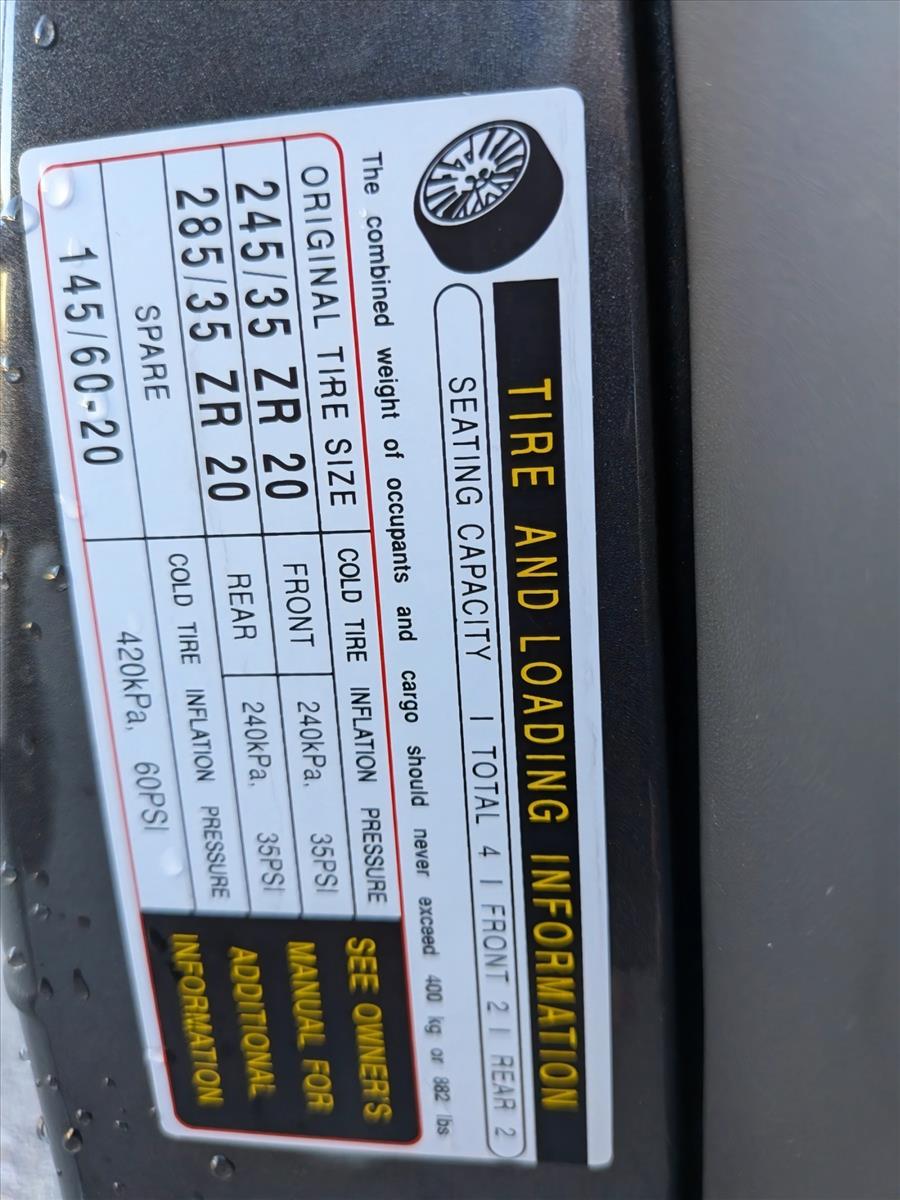 TIRE AND LOADING INFORMATION
SEATING CAPACITY | TOTAL 4 | FRONT 2 | REAR 2
The combined weight of occupants and cargo should never exceed 400 kg or 882 lbs
ORIGINAL TIRE SIZE COLD TIRE INFLATION PRESSURE
245/35 ZR 20 FRONT 240kPa, 35PSI
285/35 ZR 20 REAR 240kPa, 35PSI
SPARE COLD TIRE INFLATION PRESSURE
145/60-20 420kPa, 60PSI
SEE OWNER'S
MANUAL FOR
ADDITIONAL
INFORMATION